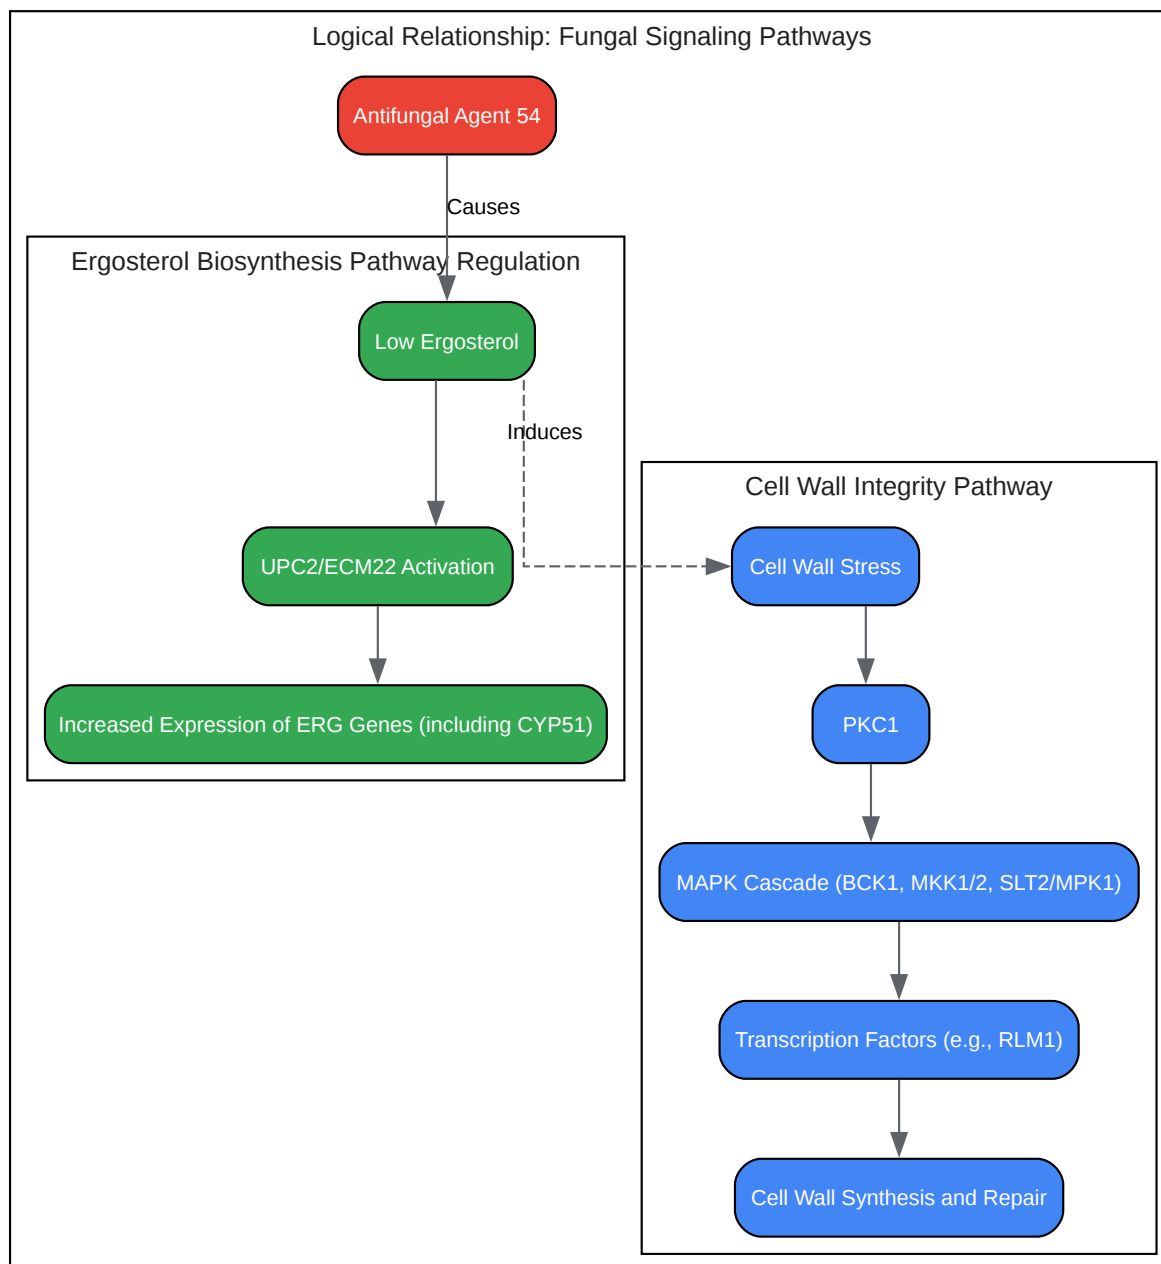 Logical Relationship: Fungal Signaling Pathways
Antifungal Agent 54
Causes
Ergosterol Biosynthesis Pathway Regulation
Low Ergosterol
Induces
UPC2/ECM22 Activation
Increased Expression of ERG Genes (including CYP51)
Cell Wall Integrity Pathway
Cell Wall Stress
PKC1
MAPK Cascade (BCK1, MKK1/2, SLT2/MPK1)
Transcription Factors (e.g., RLM1)
Cell Wall Synthesis and Repair